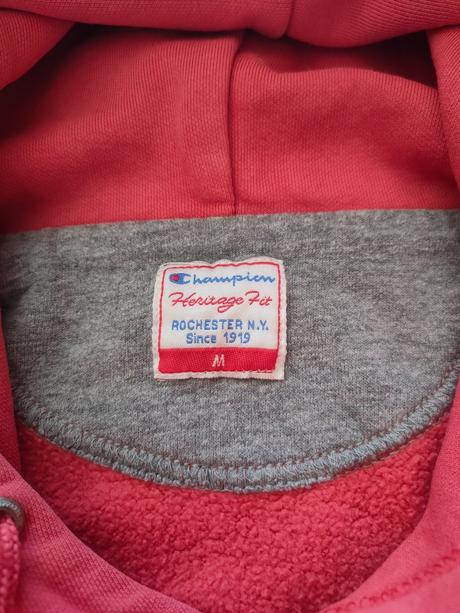 Champion
Heritage Fit
ROCHESTER N.Y.
Since 1919
M